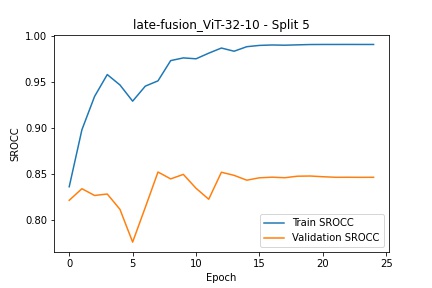 late-fusion_ViT-32-10 - Split 5
1.00
0.95
0.90
0.85
0.80
SROCC
Train SROCC
Validation SROCC
0 5 10 15 20 25
Epoch